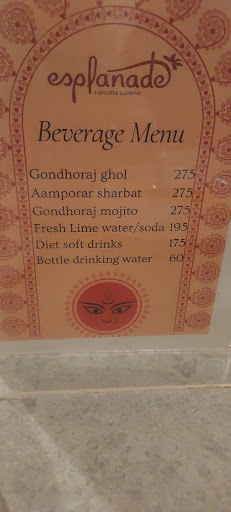 esplanade
calcutta cuisine
Beverage Menu
Gondhoraj ghol 275
Aamporar sharbat 275
Gondhoraj mojito 275
Fresh Lime water/soda 195
Diet soft drinks 175
Bottle drinking water 60